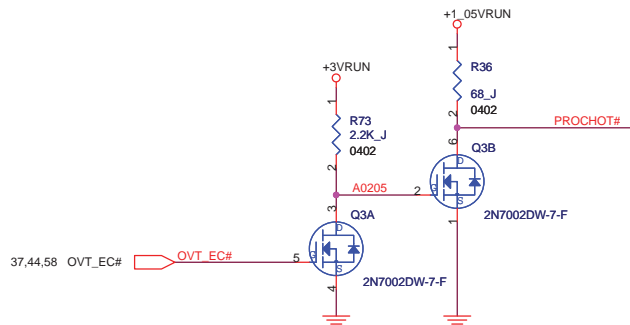 +1_05VRUN
1
R36
68_J
0402
2
PROCHOT#
+3VRUN
1
R73
2.2K_J
0402
2
6
Q3B
D
G
S
A0205
2
2N7002DW-7-F
1
3
Q3A
D
G
S
37,44,58 OVT_EC#
OVT_EC#
5
2N7002DW-7-F
4